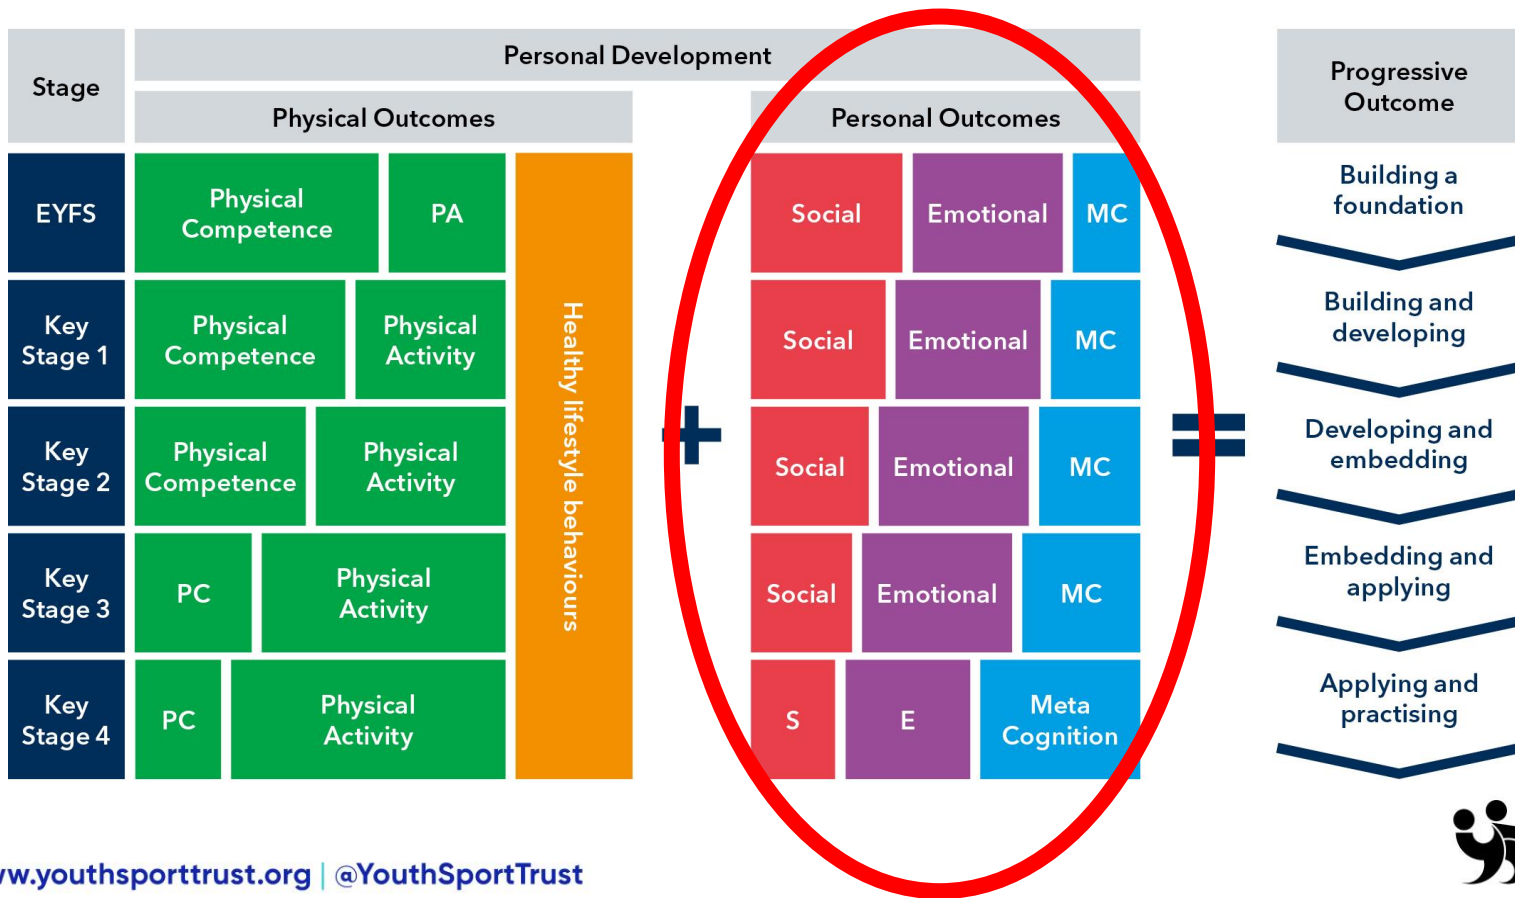 Stage
Personal Development
Physical Outcomes
Personal Outcomes
Progressive
Outcome
EYFS
Physical
Competence
PA
Social
Emotional
MC
Building a
foundation
Key
Stage 1
Physical
Competence
Physical
Activity
Social
Emotional
MC
Building and
developing
Key
Stage 2
Physical
Competence
Physical
Activity
Social
Emotional
MC
Developing and
embedding
Key
Stage 3
PC
Physical
Activity
Social
Emotional
MC
Embedding and
applying
Key
Stage 4
PC
Physical
Activity
S
E
Meta
Cognition
Applying and
practising
Healthy lifestyle behaviours
+
=
w.youthsporttrust.org | @YouthSportTrust